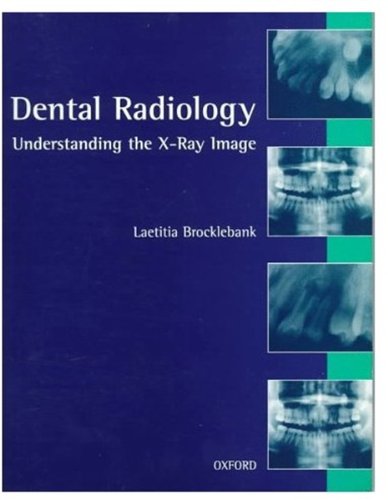 Dental Radiology
Understanding the X-Ray Image
Laetitia Brocklebank
OXFORD